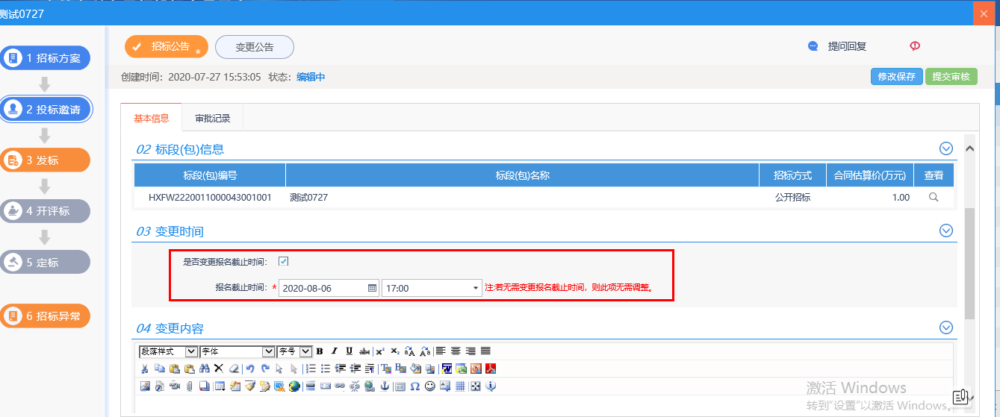 测试0727
招标公告
变更公告
提问回复
创建时间：2020-07-27 15:53:05 状态：编辑中
修改保存 提交审核
1 招标方案
2 投标邀请
3 发标
4 开评标
5 定标
6 招标异常
基本信息 审批记录
02 标段(包)信息
标段(包)编号 标段(包)名称 招标方式 合同估算价(万元) 查看
HXFW2220011000043001001 测试0727 公开招标 1.00
03 变更时间
是否变更报名截止时间：
报名截止时间：* 2020-08-06 17:00 注:若无需变更报名截止时间，则此项无需调整。
04 变更内容
段落样式 字体 字号 B I U abc
激活 Windows
转到"设置"以激活 Windows。